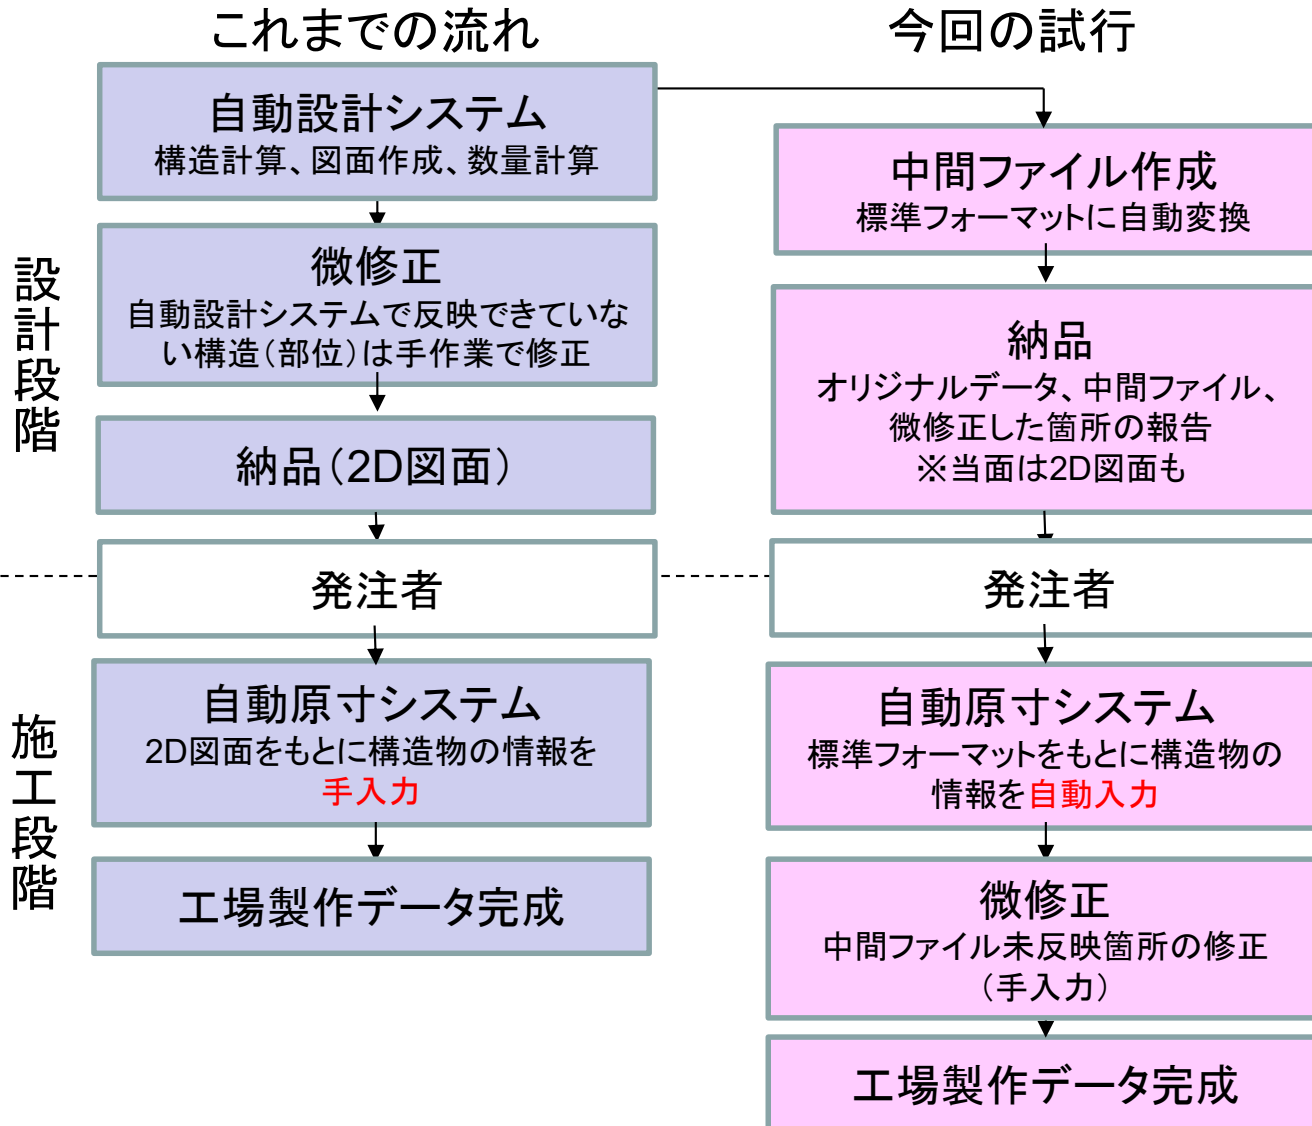 これまでの流れ
自動設計システム
構造計算、図面作成、数量計算
微修正
自動設計システムで反映できていな
い構造（部位）は手作業で修正
納品（2D図面）
発注者
自動原寸システム
2D図面をもとに構造物の情報を
手入力
工場製作データ完成
今回の試行
中間ファイル作成
標準フォーマットに自動変換
納品
オリジナルデータ、中間ファイル、
微修正した箇所の報告
※当面は2D図面も
発注者
自動原寸システム
標準フォーマットをもとに構造物の
情報を自動入力
微修正
中間ファイル未反映箇所の修正
（手入力）
工場製作データ完成
設計段階
施工段階